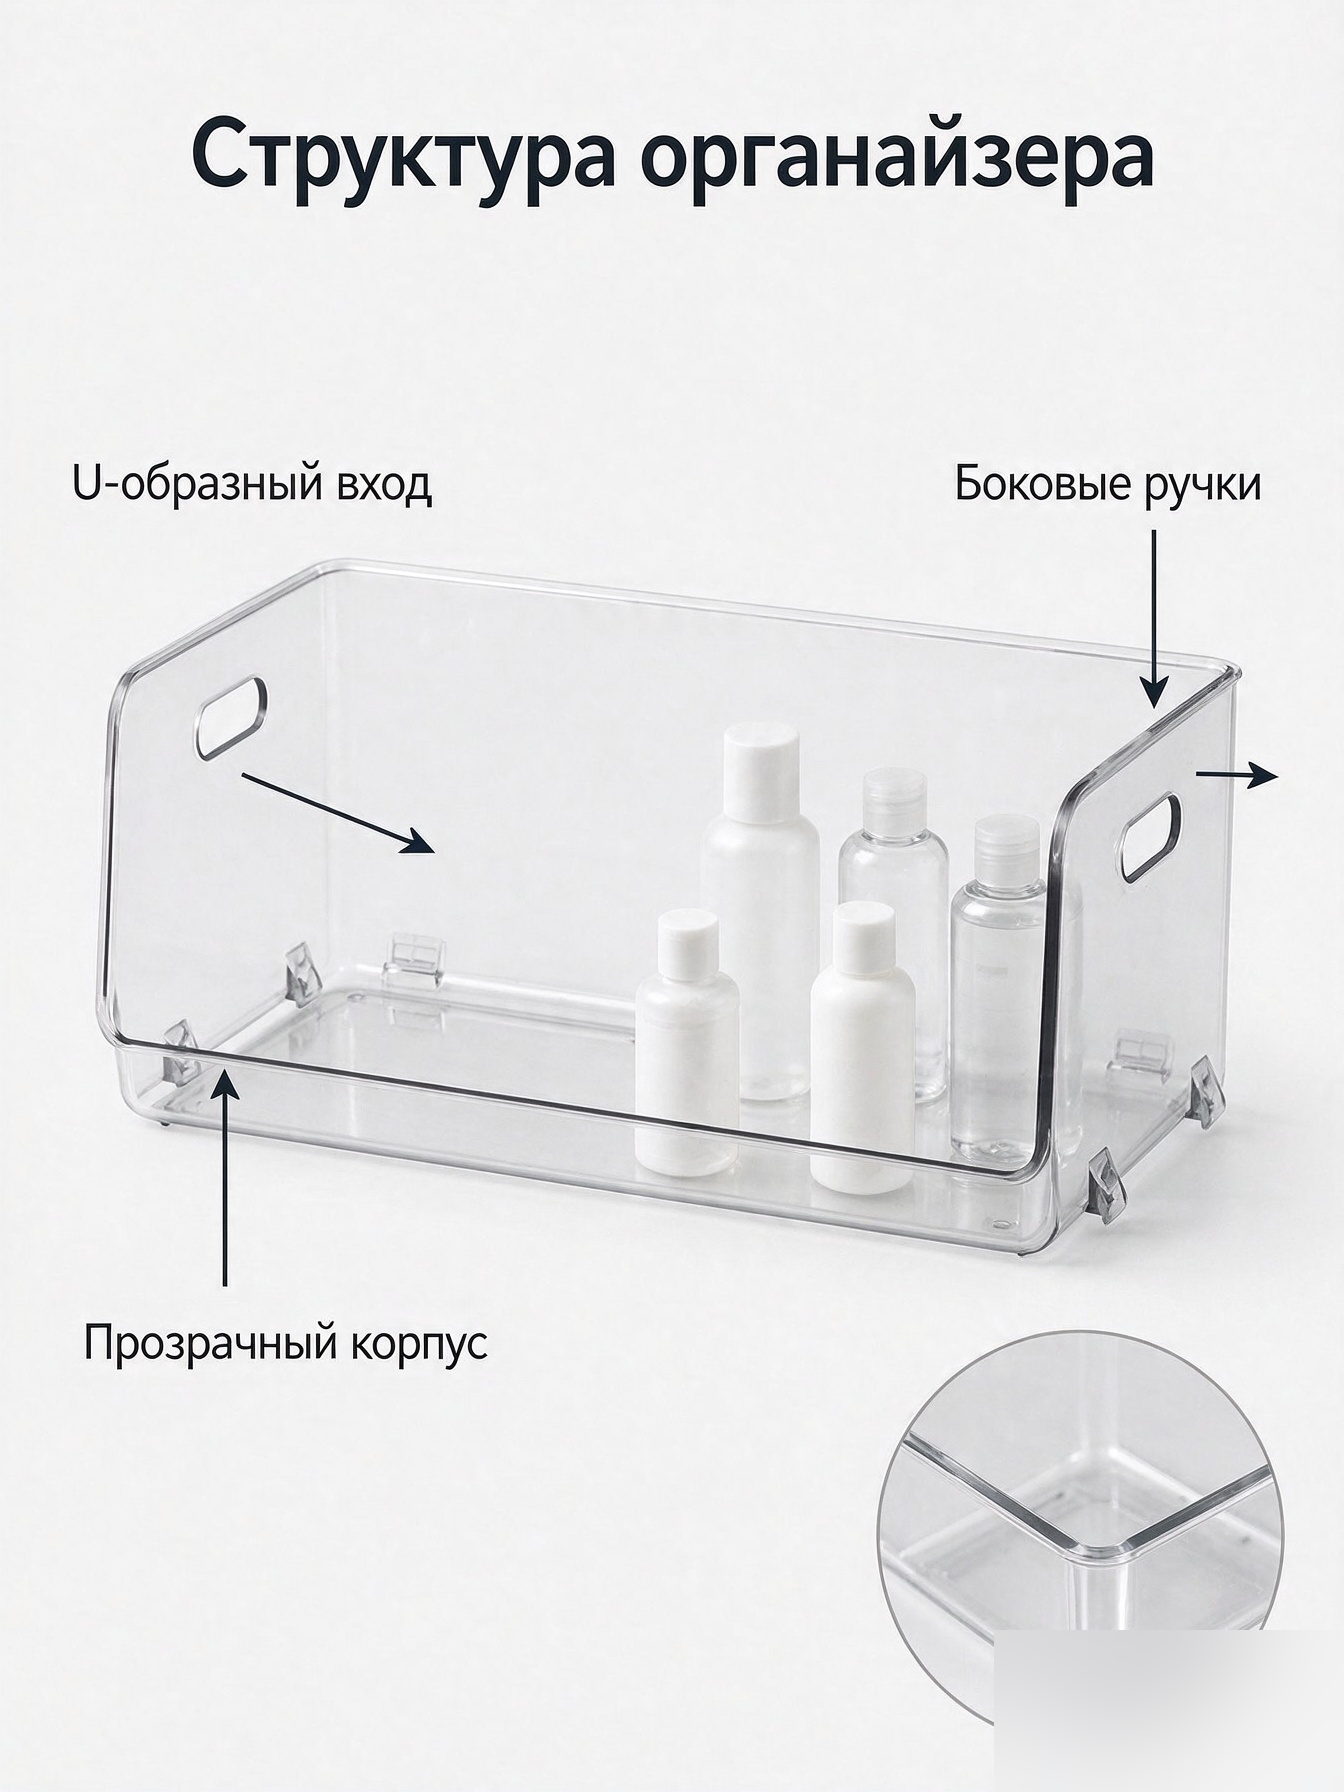 Структура органайзера
U-образный вход
Боковые ручки
Прозрачный корпус